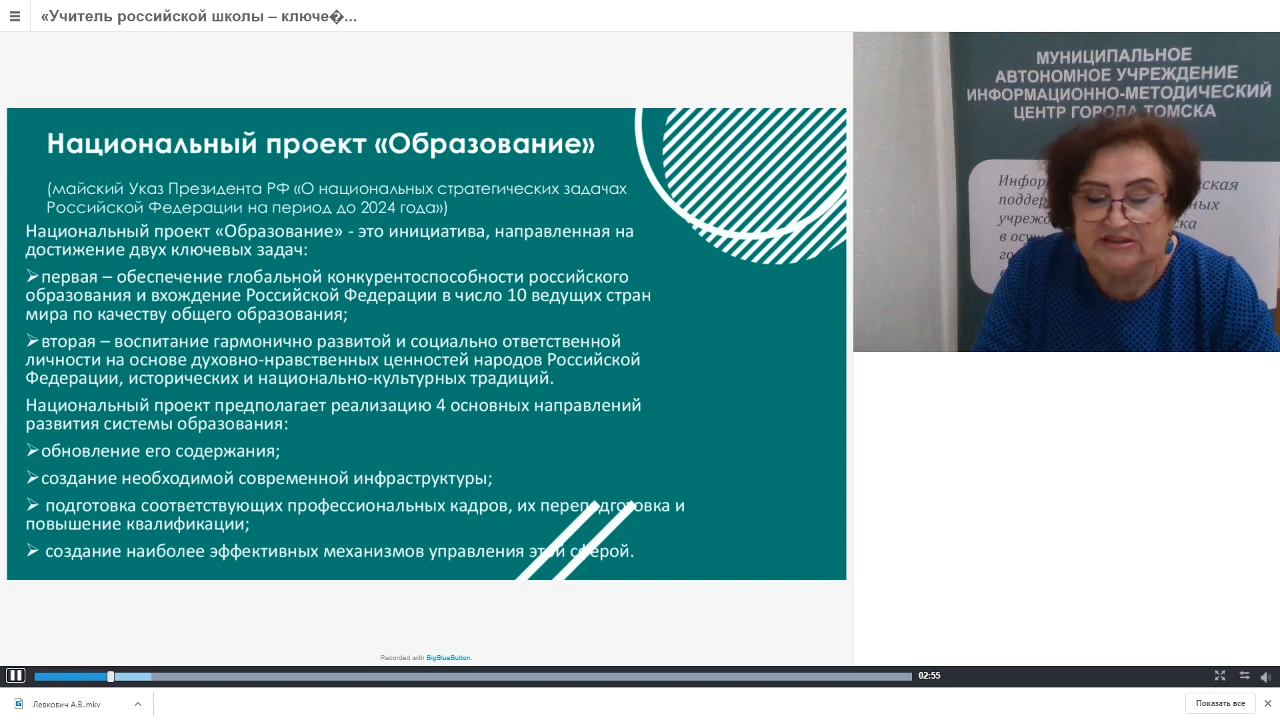 «Учитель российской школы – ключе�...
Национальный проект «Образование»
(майский Указ Президента РФ «О национальных стратегических задачах
Российской Федерации на период до 2024 года»)
Национальный проект «Образование» - это инициатива, направленная на
достижение двух ключевых задач:
➢первая – обеспечение глобальной конкурентоспособности российского
образования и вхождение Российской Федерации в число 10 ведущих стран
мира по качеству общего образования;
➢вторая – воспитание гармонично развитой и социально ответственной
личности на основе духовно-нравственных ценностей народов Российской
Федерации, исторических и национально-культурных традиций.
Национальный проект предполагает реализацию 4 основных направлений
развития системы образования:
➢обновление его содержания;
➢создание необходимой современной инфраструктуры;
➢ подготовка соответствующих профессиональных кадров, их переподготовка и
повышение квалификации;
➢ создание наиболее эффективных механизмов управления этой сферой.
МУНИЦИПАЛЬНОЕ
АВТОНОМНОЕ УЧРЕЖДЕНИЕ
ИНФОРМАЦИОННО-МЕТОДИЧЕСКИЙ
ЦЕНТР ГОРОДА ТОМСКА
Recorded with BigBlueButton.
02:55
Левкович А.В..mkv
Показать все